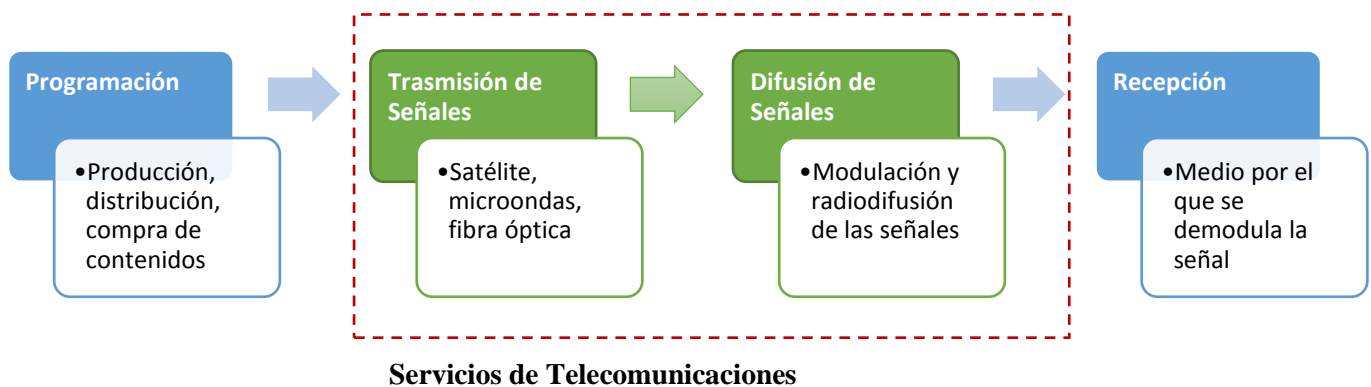 Programación
•Producción,
distribución,
compra de
contenidos
Trasmisión de
Señales
•Satélite,
microondas,
fibra óptica
Difusión de
Señales
•Modulación y
radiodifusión
de las señales
Recepción
•Medio por el
que se
demodula la
señal
Servicios de Telecomunicaciones